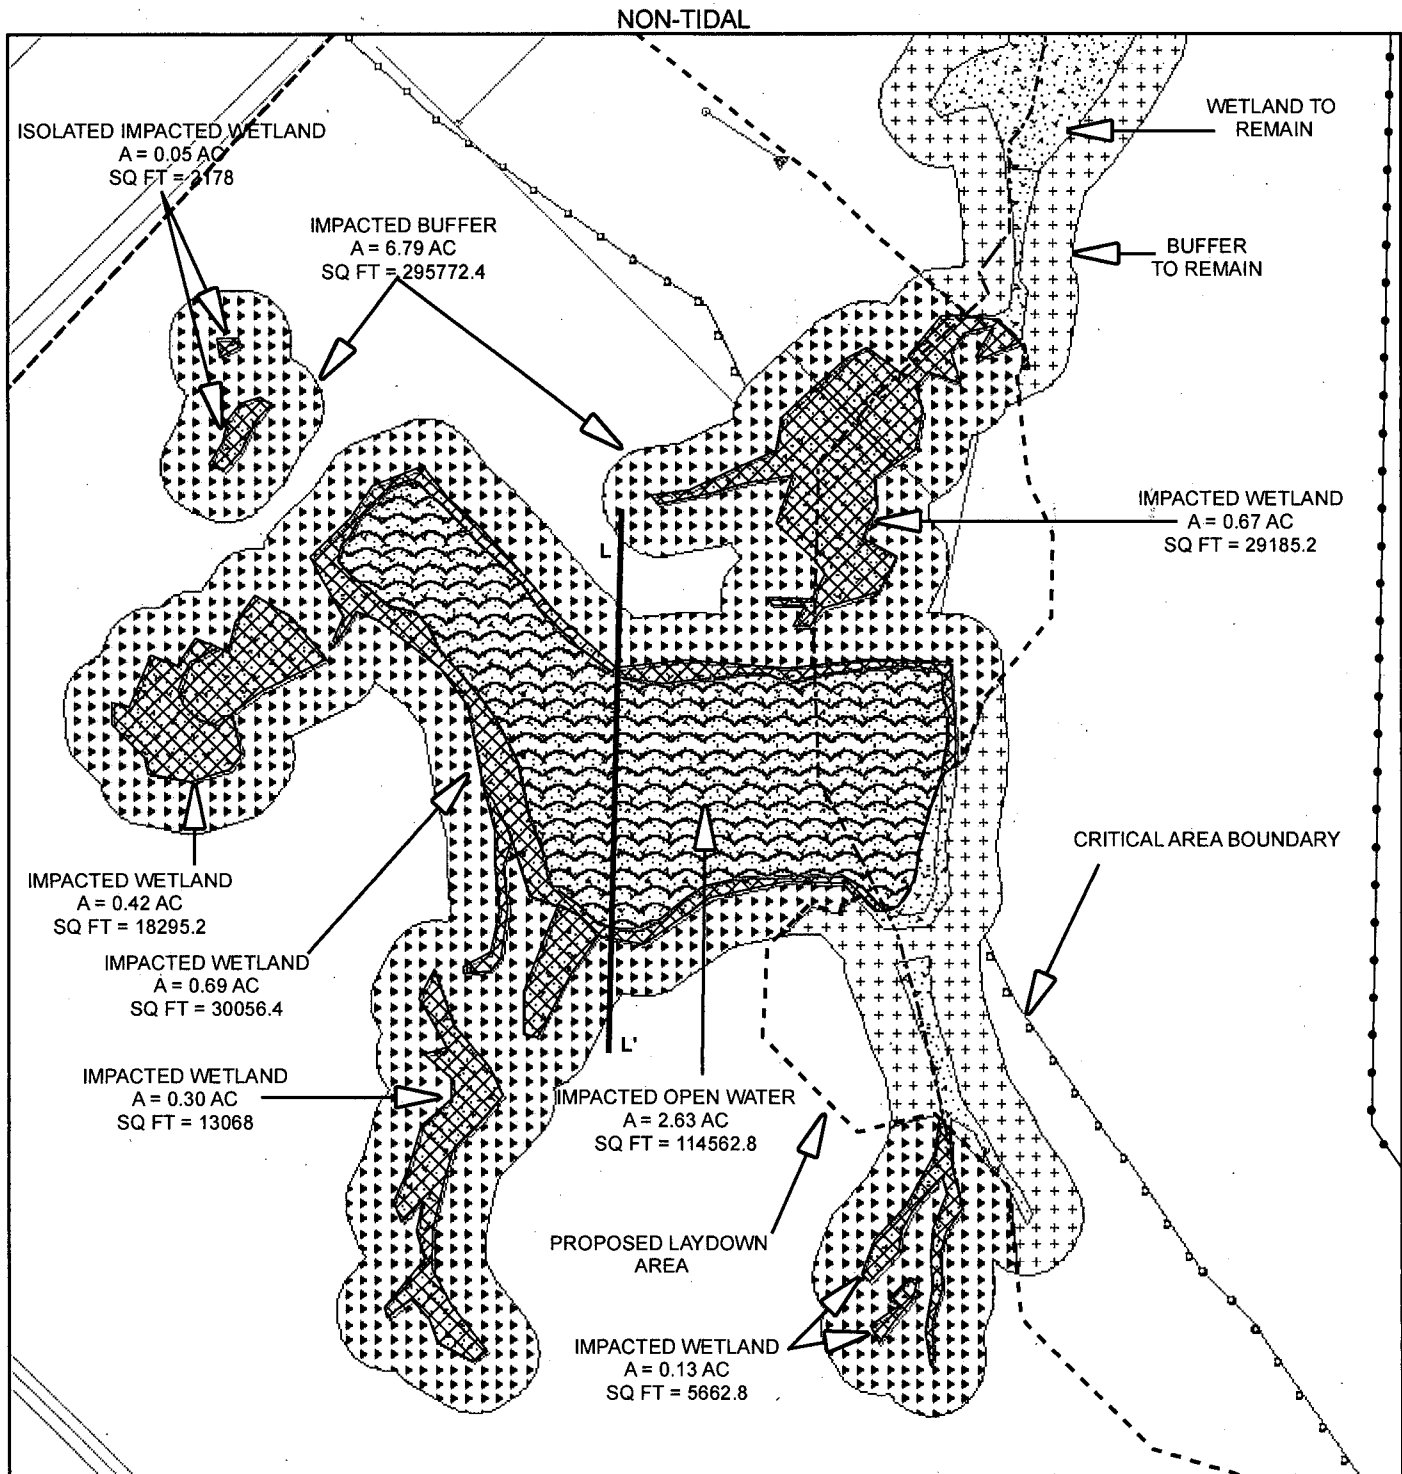 NON-TIDAL
ISOLATED IMPACTED WETLAND
A = 0.05 AC
SQ FT = 2178
IMPACTED BUFFER
A = 6.79 AC
SQ FT = 295772.4
WETLAND TO
REMAIN
BUFFER
TO REMAIN
IMPACTED WETLAND
A = 0.67 AC
SQ FT = 29185.2
L
CRITICAL AREA BOUNDARY
IMPACTED WETLAND
A = 0.42 AC
SQ FT = 18295.2
IMPACTED WETLAND
A = 0.69 AC
SQ FT = 30056.4
L'
IMPACTED WETLAND
A = 0.30 AC
SQ FT = 13068
IMPACTED OPEN WATER
A = 2.63 AC
SQ FT = 114562.8
PROPOSED LAYDOWN
AREA
IMPACTED WETLAND
A = 0.13 AC
SQ FT = 5662.8